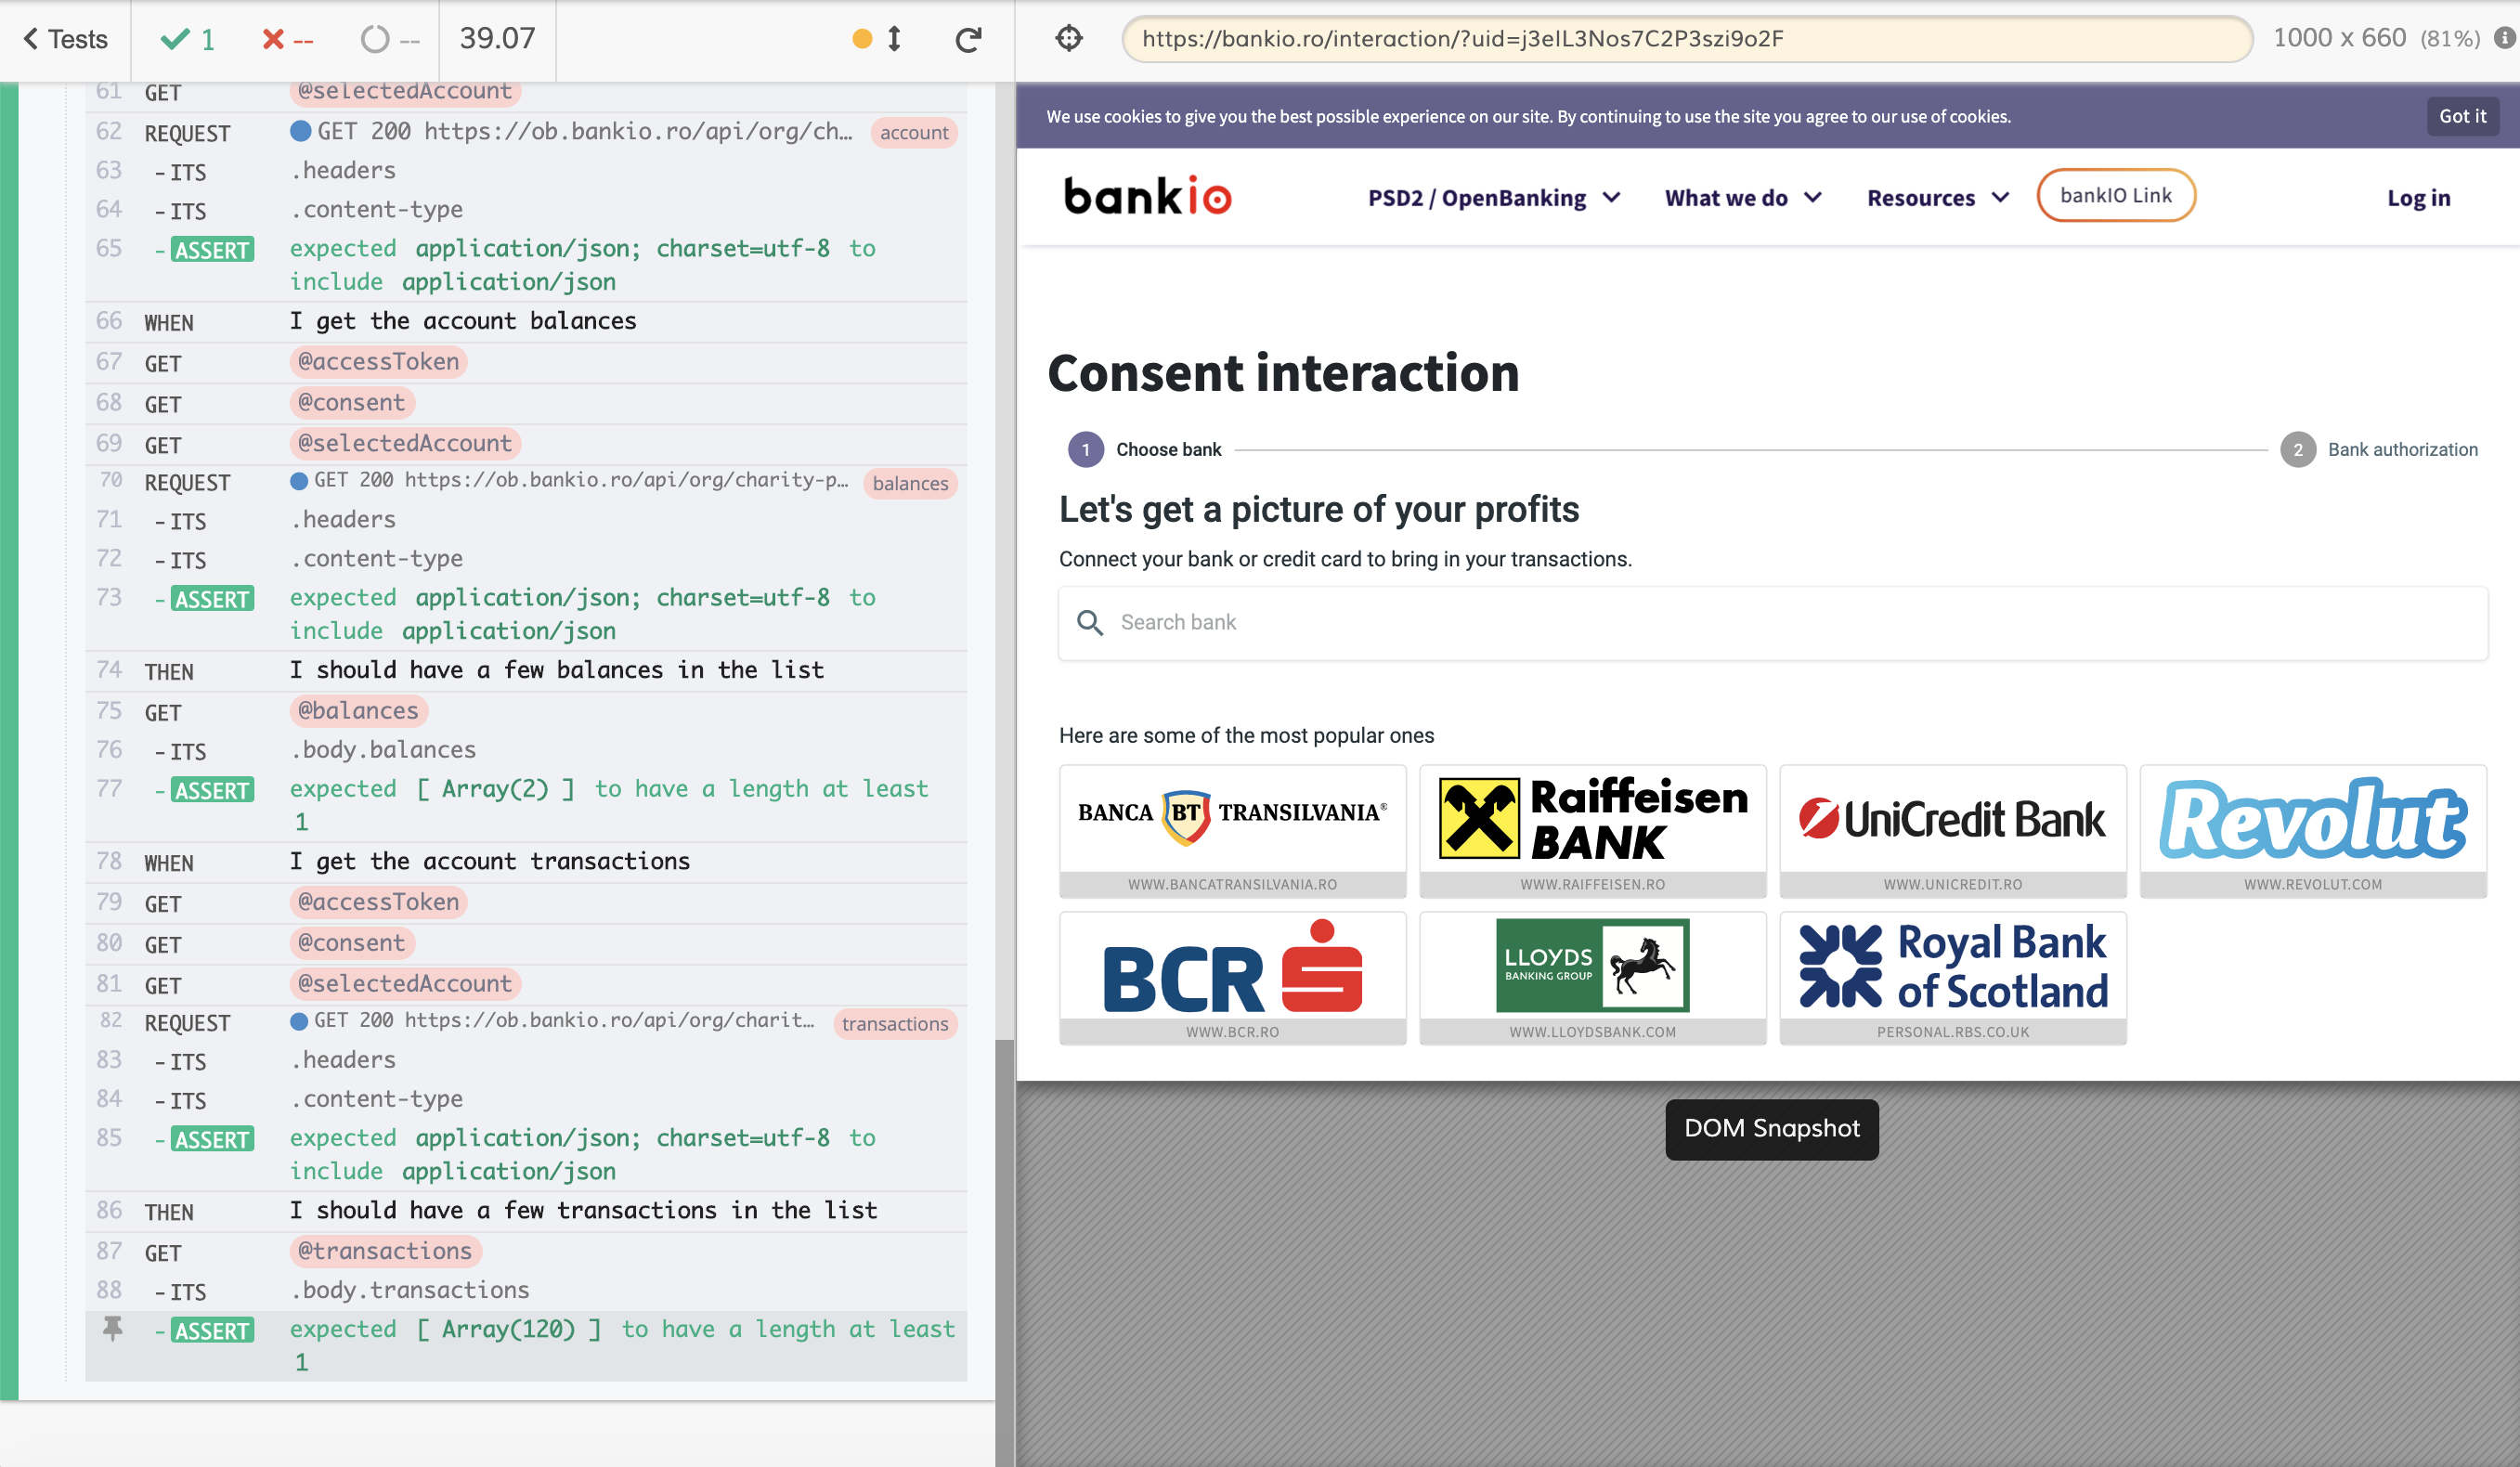 Tests
1
--
--
39.07
61 GET @selectedAccount
62 REQUEST GET 200 https://ob.bankio.ro/api/org/ch… account
63 -ITS .headers
64 -ITS .content-type
65 -ASSERT expected application/json; charset=utf-8 to
include application/json
66 WHEN I get the account balances
67 GET @accessToken
68 GET @consent
69 GET @selectedAccount
70 REQUEST GET 200 https://ob.bankio.ro/api/org/charity-p… balances
71 -ITS .headers
72 -ITS .content-type
73 -ASSERT expected application/json; charset=utf-8 to
include application/json
74 THEN I should have a few balances in the list
75 GET @balances
76 -ITS .body.balances
77 -ASSERT expected [ Array(2) ] to have a length at least
1
78 WHEN I get the account transactions
79 GET @accessToken
80 GET @consent
81 GET @selectedAccount
82 REQUEST GET 200 https://ob.bankio.ro/api/org/charit… transactions
83 -ITS .headers
84 -ITS .content-type
85 -ASSERT expected application/json; charset=utf-8 to
include application/json
86 THEN I should have a few transactions in the list
87 GET @transactions
88 -ITS .body.transactions
-ASSERT expected [ Array(120) ] to have a length at least
1
https://bankio.ro/interaction/?uid=j3eIL3Nos7C2P3szi9o2F
1000 x 660 (81%) i
We use cookies to give you the best possible experience on our site. By continuing to use the site you agree to our use of cookies.
Got it
bankio
PSD2 / OpenBanking
What we do
Resources
bankIO Link
Log in
Consent interaction
1 Choose bank
2 Bank authorization
Let's get a picture of your profits
Connect your bank or credit card to bring in your transactions.
Search bank
Here are some of the most popular ones
BANCA BT TRANSILVANIA®
WWW.BANCATRANSILVANIA.RO
Raiffeisen
BANK
WWW.RAIFFEISEN.RO
UniCredit Bank
WWW.UNICREDIT.RO
Revolut
WWW.REVOLUT.COM
BCR
WWW.BCR.RO
LLOYDS
BANKING GROUP
WWW.LLOYDSBANK.COM
Royal Bank
of Scotland
PERSONAL.RBS.CO.UK
DOM Snapshot